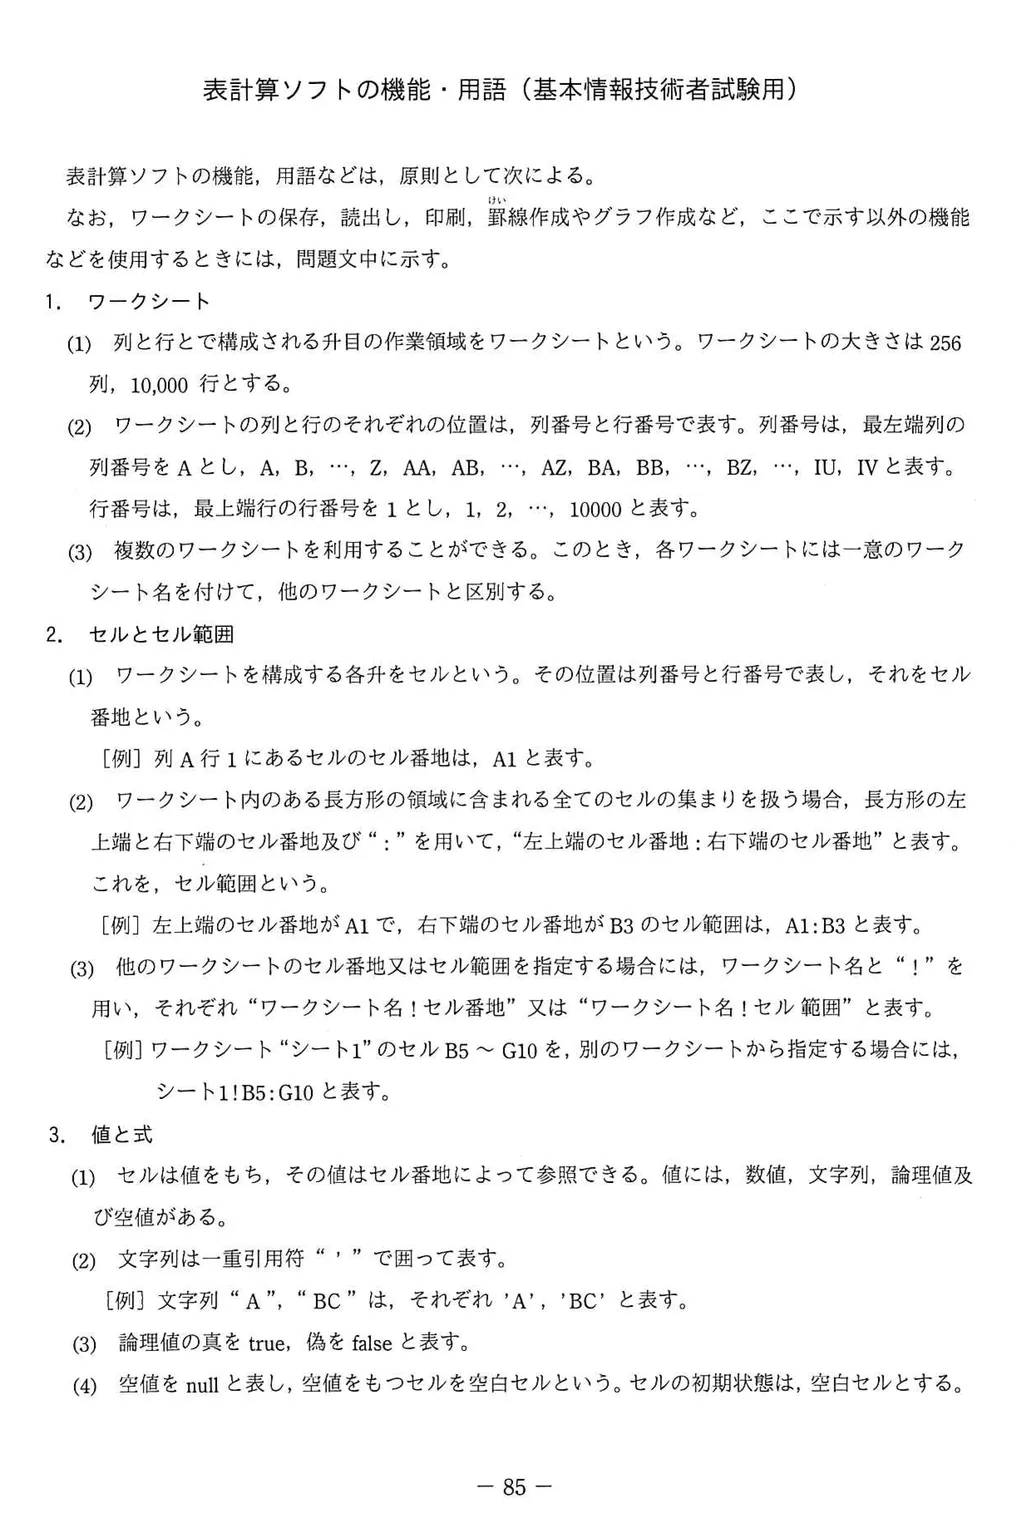 表計算ソフトの機能・用語（基本情報技術者試験用）
表計算ソフトの機能，用語などは，原則として次による。
けい
なお，ワークシートの保存，読出し，印刷，罫線作成やグラフ作成など，ここで示す以外の機能
などを使用するときには，問題文中に示す。
1． ワークシート
(1) 列と行とで構成される升目の作業領域をワークシートという。ワークシートの大きさは 256
列，10,000 行とする。
(2) ワークシートの列と行のそれぞれの位置は，列番号と行番号で表す。列番号は，最左端列の
列番号を A とし，A，B，…，Z，AA，AB，…，AZ，BA，BB，…，BZ，…，IU，IV と表す。
行番号は，最上端行の行番号を 1 とし，1，2，…，10000 と表す。
(3) 複数のワークシートを利用することができる。このとき，各ワークシートには一意のワーク
シート名を付けて，他のワークシートと区別する。
2． セルとセル範囲
(1) ワークシートを構成する各升をセルという。その位置は列番号と行番号で表し，それをセル
番地という。
［例］列 A 行 1 にあるセルのセル番地は，A1 と表す。
(2) ワークシート内のある長方形の領域に含まれる全てのセルの集まりを扱う場合，長方形の左
上端と右下端のセル番地及び“：”を用いて，“左上端のセル番地：右下端のセル番地”と表す。
これを，セル範囲という。
［例］左上端のセル番地が A1 で，右下端のセル番地が B3 のセル範囲は，A1:B3 と表す。
(3) 他のワークシートのセル番地又はセル範囲を指定する場合には，ワークシート名と“！”を
用い，それぞれ“ワークシート名！セル番地”又は“ワークシート名！セル 範囲”と表す。
［例］ワークシート“シート1”のセル B5 ～ G10 を，別のワークシートから指定する場合には，
シート1!B5:G10 と表す。
3． 値と式
(1) セルは値をもち，その値はセル番地によって参照できる。値には，数値，文字列，論理値及
び空値がある。
(2) 文字列は一重引用符“ ' ”で囲って表す。
［例］文字列“ A ”，“ BC ”は，それぞれ 'A'，'BC' と表す。
(3) 論理値の真を true，偽を false と表す。
(4) 空値を null と表し，空値をもつセルを空白セルという。セルの初期状態は，空白セルとする。
－ 85 －